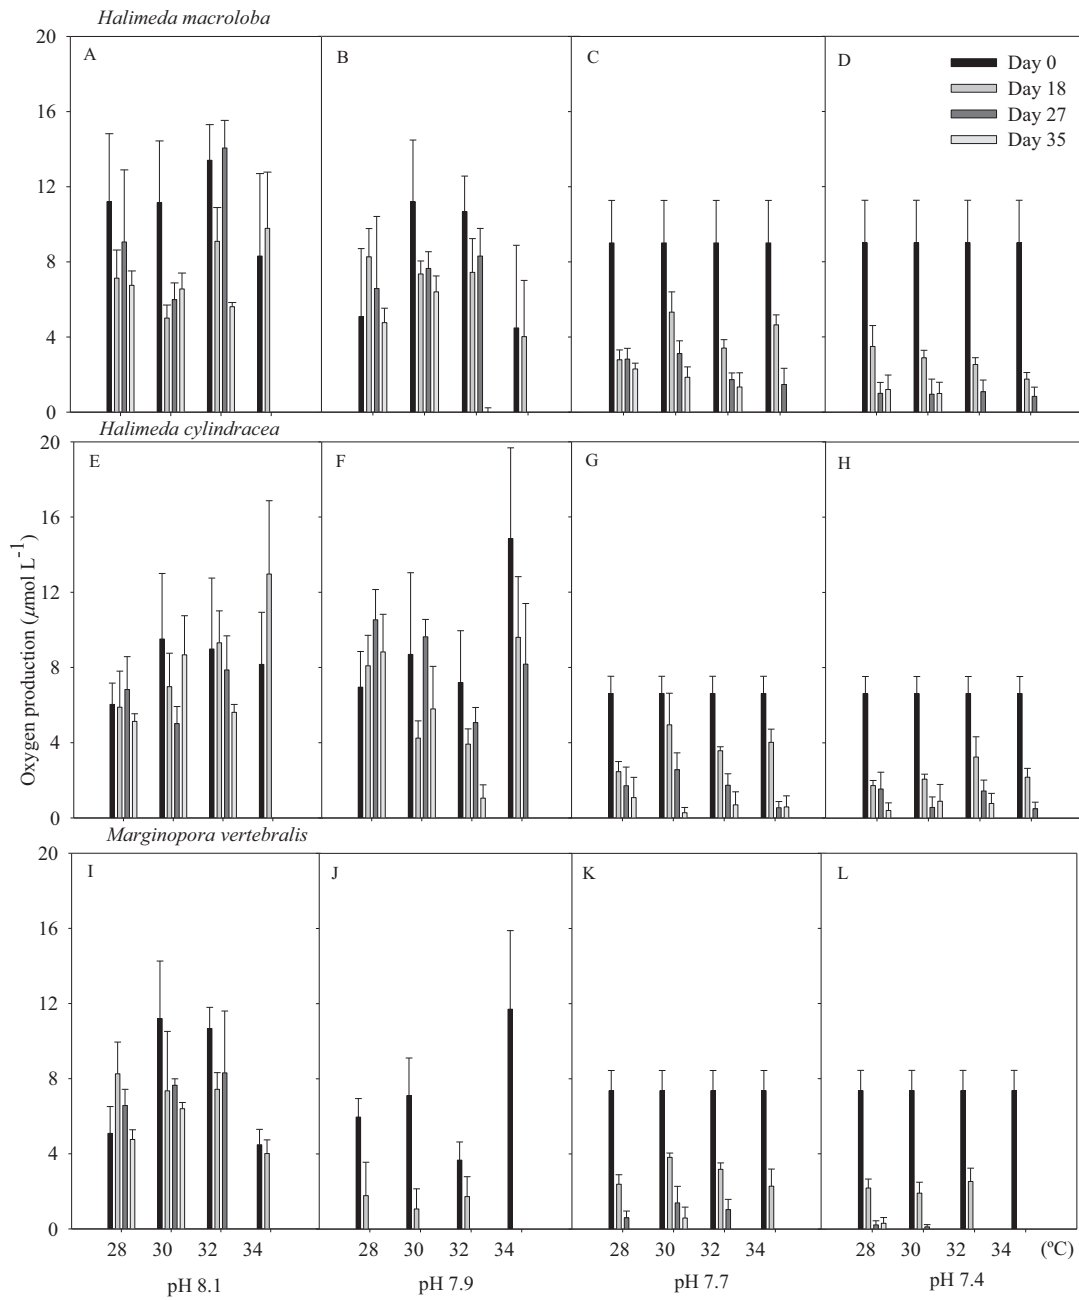 Halimeda macroloba
20
16
12
8
4
0
A
B
C
D
Day 0
Day 18
Day 27
Day 35
Halimeda cylindracea
20
16
12
8
4
0
E
F
G
H
Oxygen production (μmol L⁻¹)
Marginopora vertebralis
20
16
12
8
4
0
I
J
K
L
28 30 32 34 28 30 32 34 28 30 32 34 28 30 32 34 (ºC)
pH 8.1 pH 7.9 pH 7.7 pH 7.4